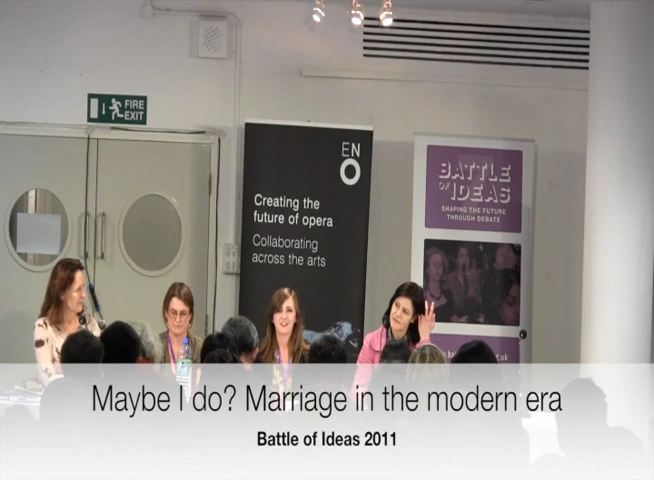 FIRE
EXIT
EN
O
Creating the
future of opera
Collaborating
across the arts
BATTLE
OF IDEAS
SHAPING THE FUTURE
THROUGH DEBATE
Maybe I do? Marriage in the modern era
Battle of Ideas 2011